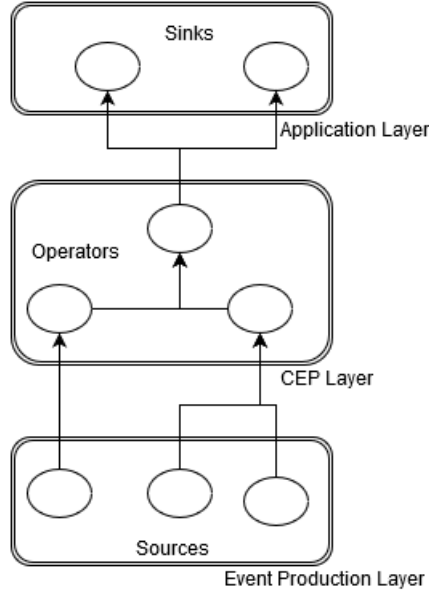 Sinks
Application Layer
Operators
CEP Layer
Sources
Event Production Layer